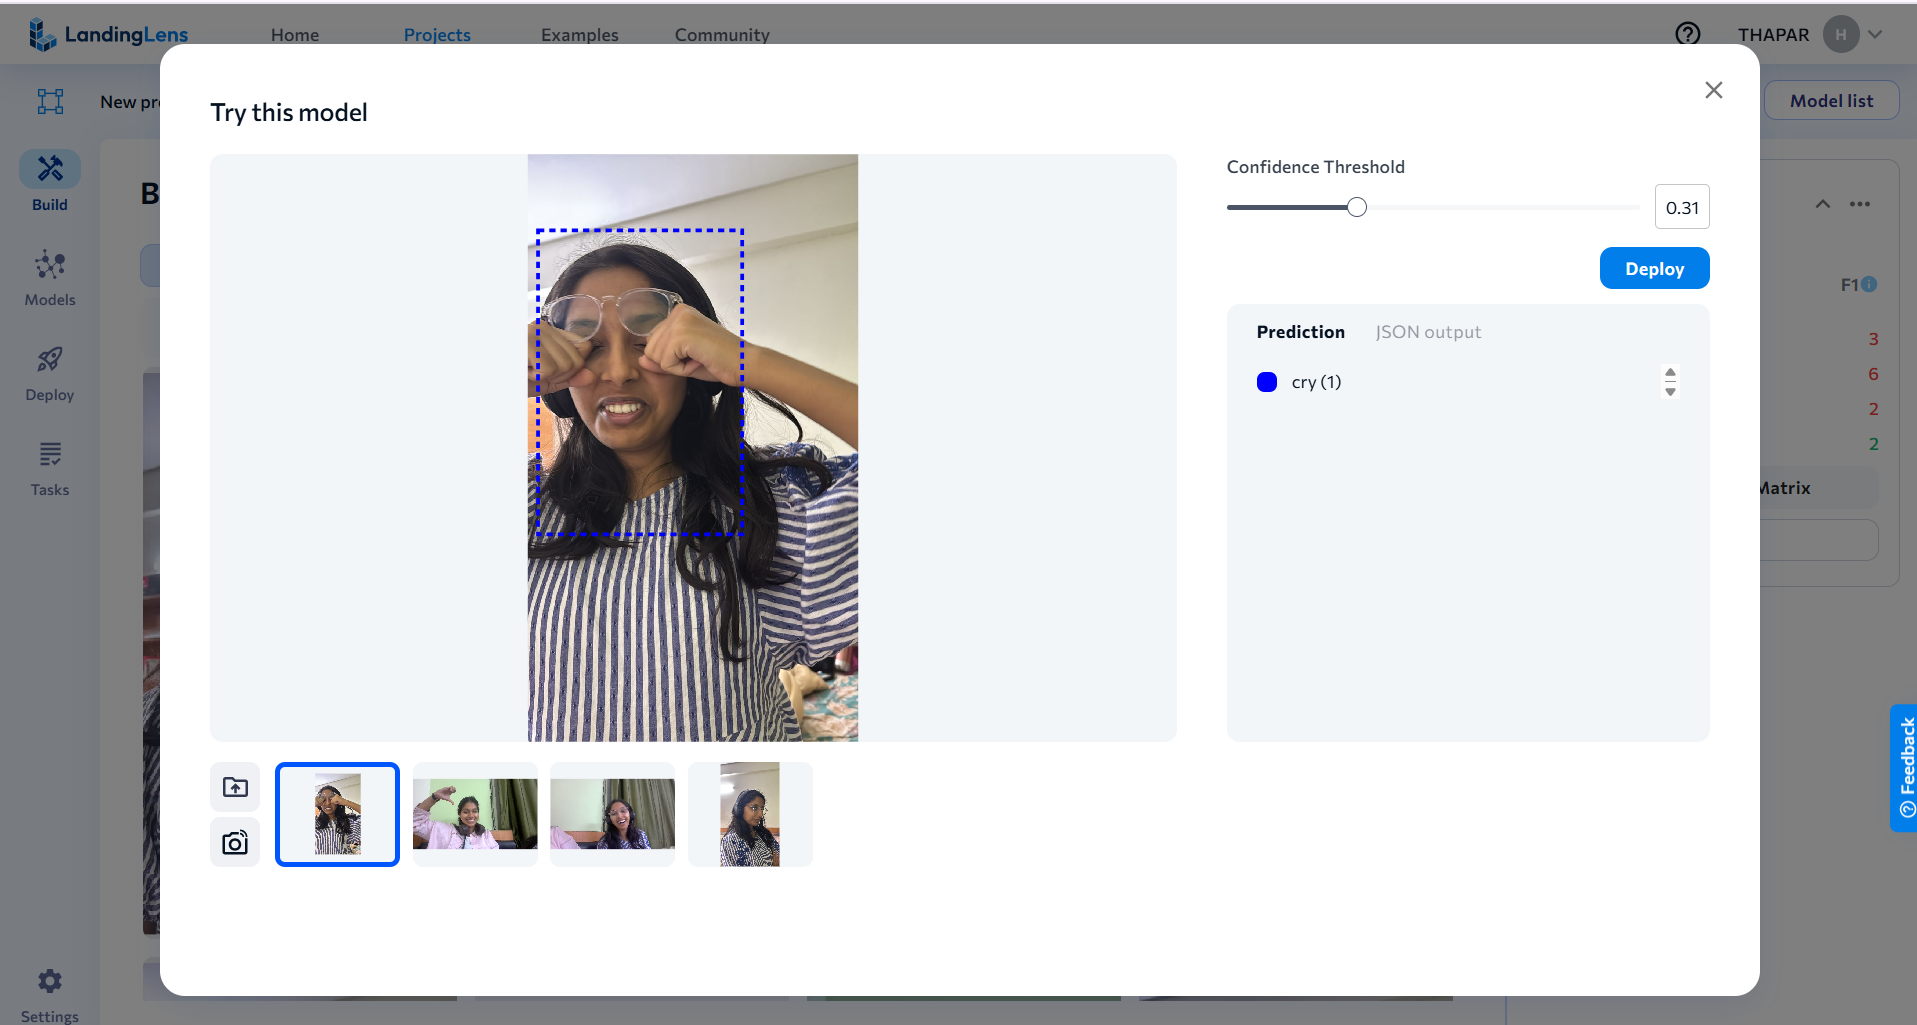 LandingLens Home Projects Examples Community THAPAR H
New pr
Model list
Try this model
Build
Models
Deploy
Tasks
Settings
B
Confidence Threshold
0.31
Deploy
Prediction JSON output
cry (1)
F1
3
6
2
2
Matrix
Feedback